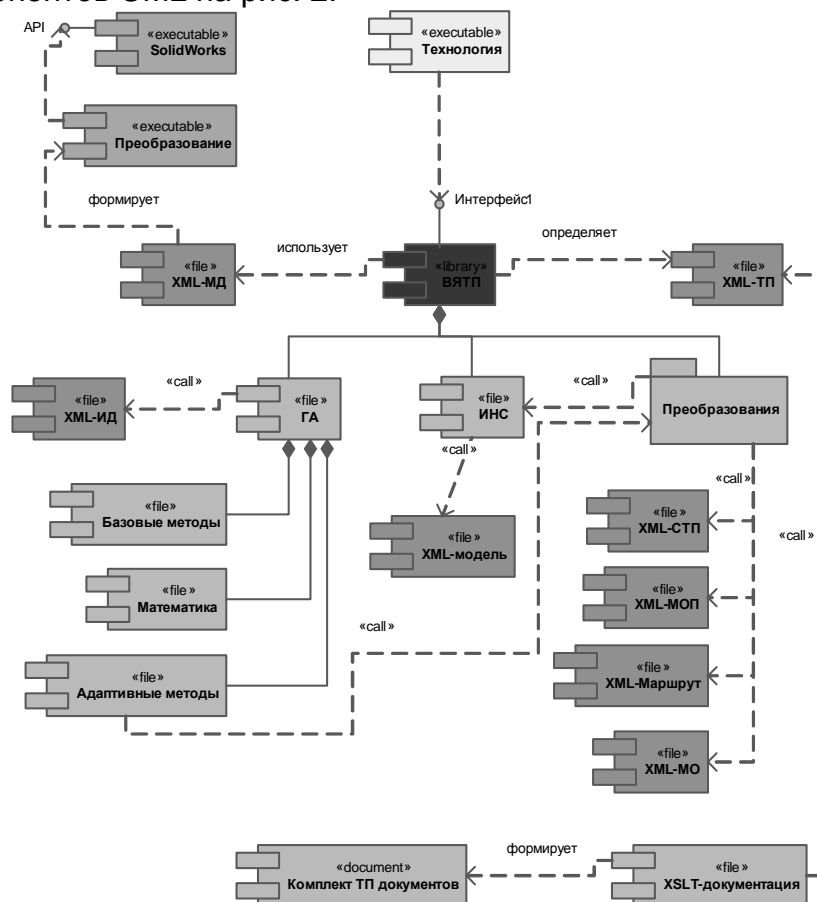 API
«executable»
SolidWorks
«executable»
Технология
«executable»
Преобразование
формирует
Интерфейс1
использует
определяет
«file»
XML-МД
«library»
ВЯТП
«file»
XML-ТП
«file»
XML-ИД
«call»
«file»
ГА
«file»
ИНС
«call»
Преобразования
«call»
«call»
«file»
Базовые методы
«file»
XML-модель
«file»
XML-СТП
«call»
«file»
Математика
«file»
XML-МОП
«call»
«file»
Адаптивные методы
«file»
XML-Маршрут
«file»
XML-МО
формирует
«document»
Комплект ТП документов
«file»
XSLT-документация